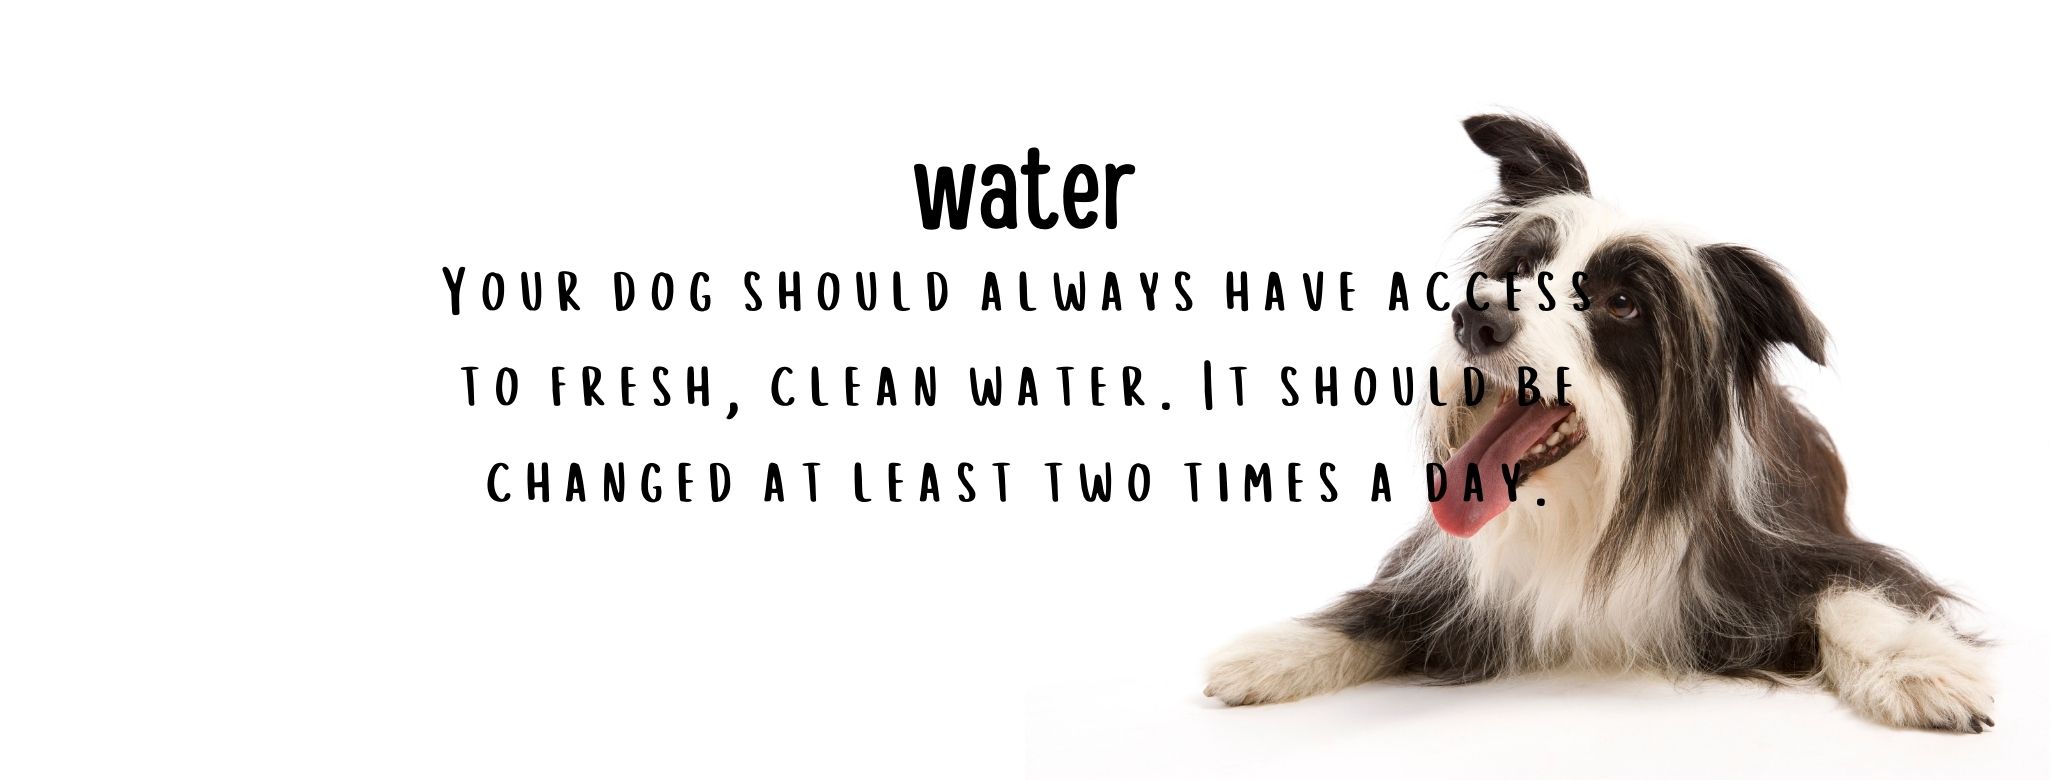 water
Your dog should always have access
to fresh, clean water. It should be
changed at least two times a day.